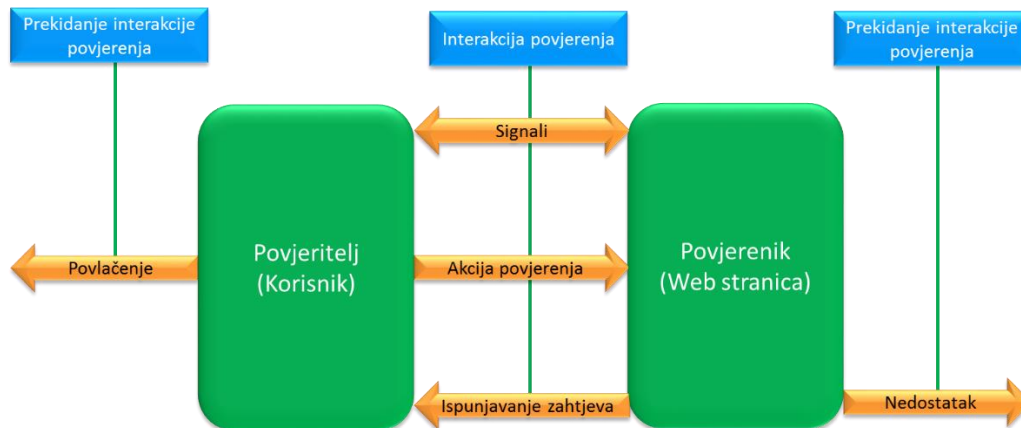 Prekidanje interakcije
povjerenja
Interakcija povjerenja
Prekidanje interakcije
povjerenja
Signali
Povjeritelj
(Korisnik)
Povjerenik
(Web stranica)
Povlačenje
Akcija povjerenja
Ispunjavanje zahtjeva
Nedostatak